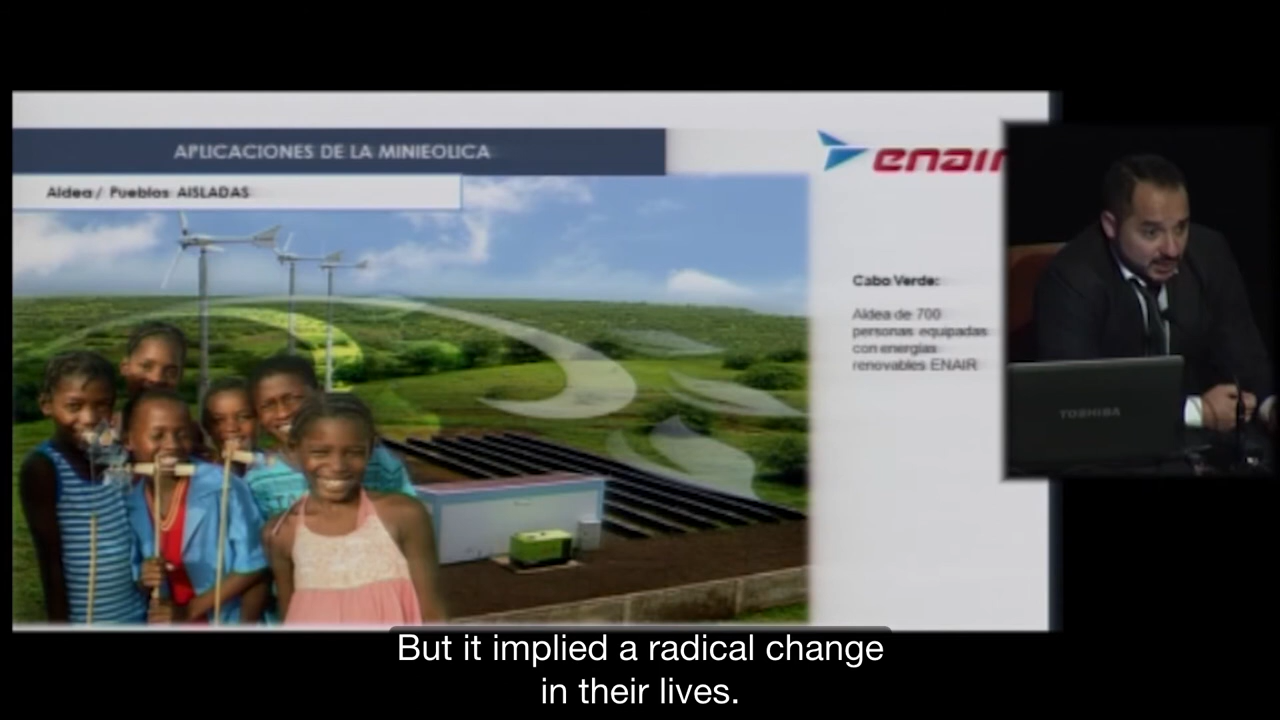 APLICACIONES DE LA MINIEOLICA
Aldea / Pueblos AISLADAS
enair
Cabo Verde:
Aldea de 700
personas equipadas
con energías
renovables ENAIR
TOSHIBA
But it implied a radical change
in their lives.